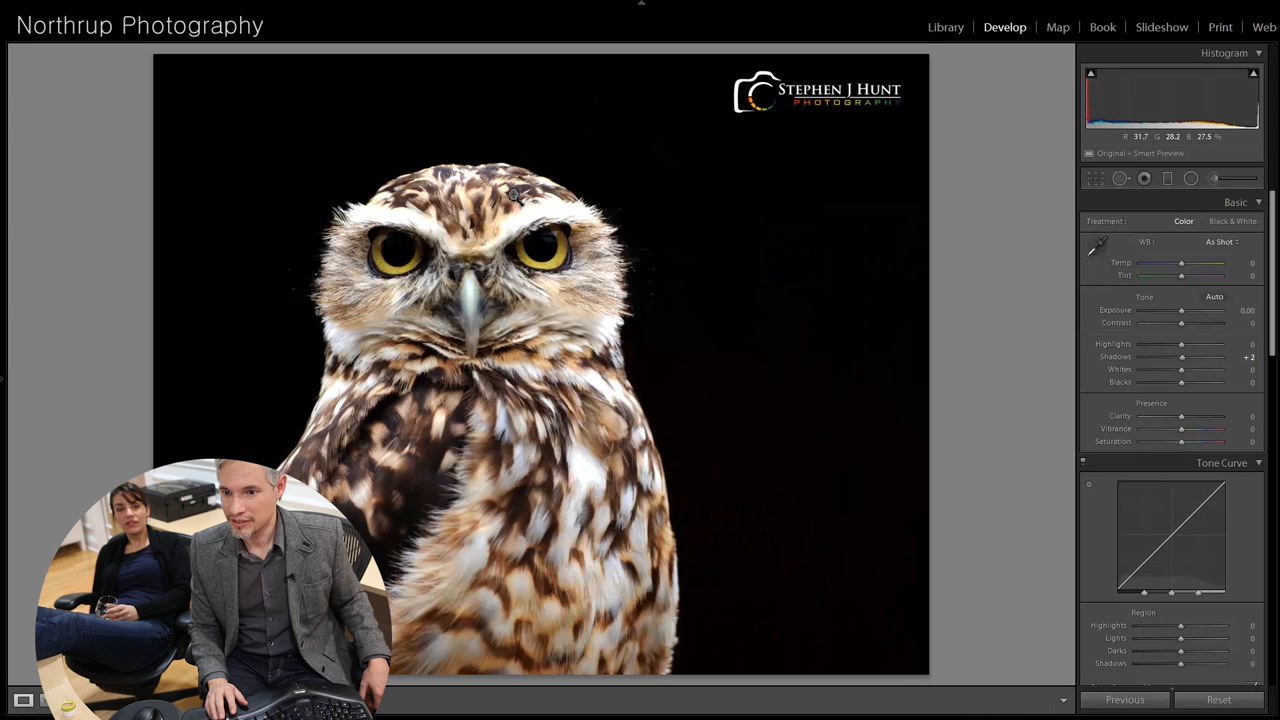 Northrup Photography
Library Develop Map Book Slideshow Print Web
STEPHEN J HUNT
PHOTOGRAPHY
Histogram
R 31.7 G 28.2 B 27.5 %
Original + Smart Preview
Basic
Treatment: Color Black & White
WB: As Shot
Temp 0
Tint 0
Tone Auto
Exposure 0.00
Contrast 0
Highlights 0
Shadows +2
Whites 0
Blacks 0
Presence
Clarity 0
Vibrance 0
Saturation 0
Tone Curve
Region
Highlights 0
Lights 0
Darks 0
Shadows 0
Previous Reset